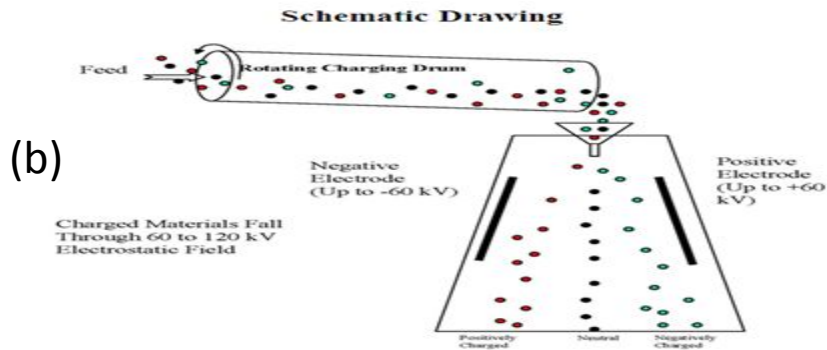 Schematic Drawing
Feed
Rotating Charging Drum
(b)
Negative
Electrode
(Up to -60 kV)
Positive
Electrode
(Up to +60
kV)
Charged Materials Fall
Through 60 to 120 kV
Electrostatic Field
Positively
Charged
Neutral
Negatively
Charged